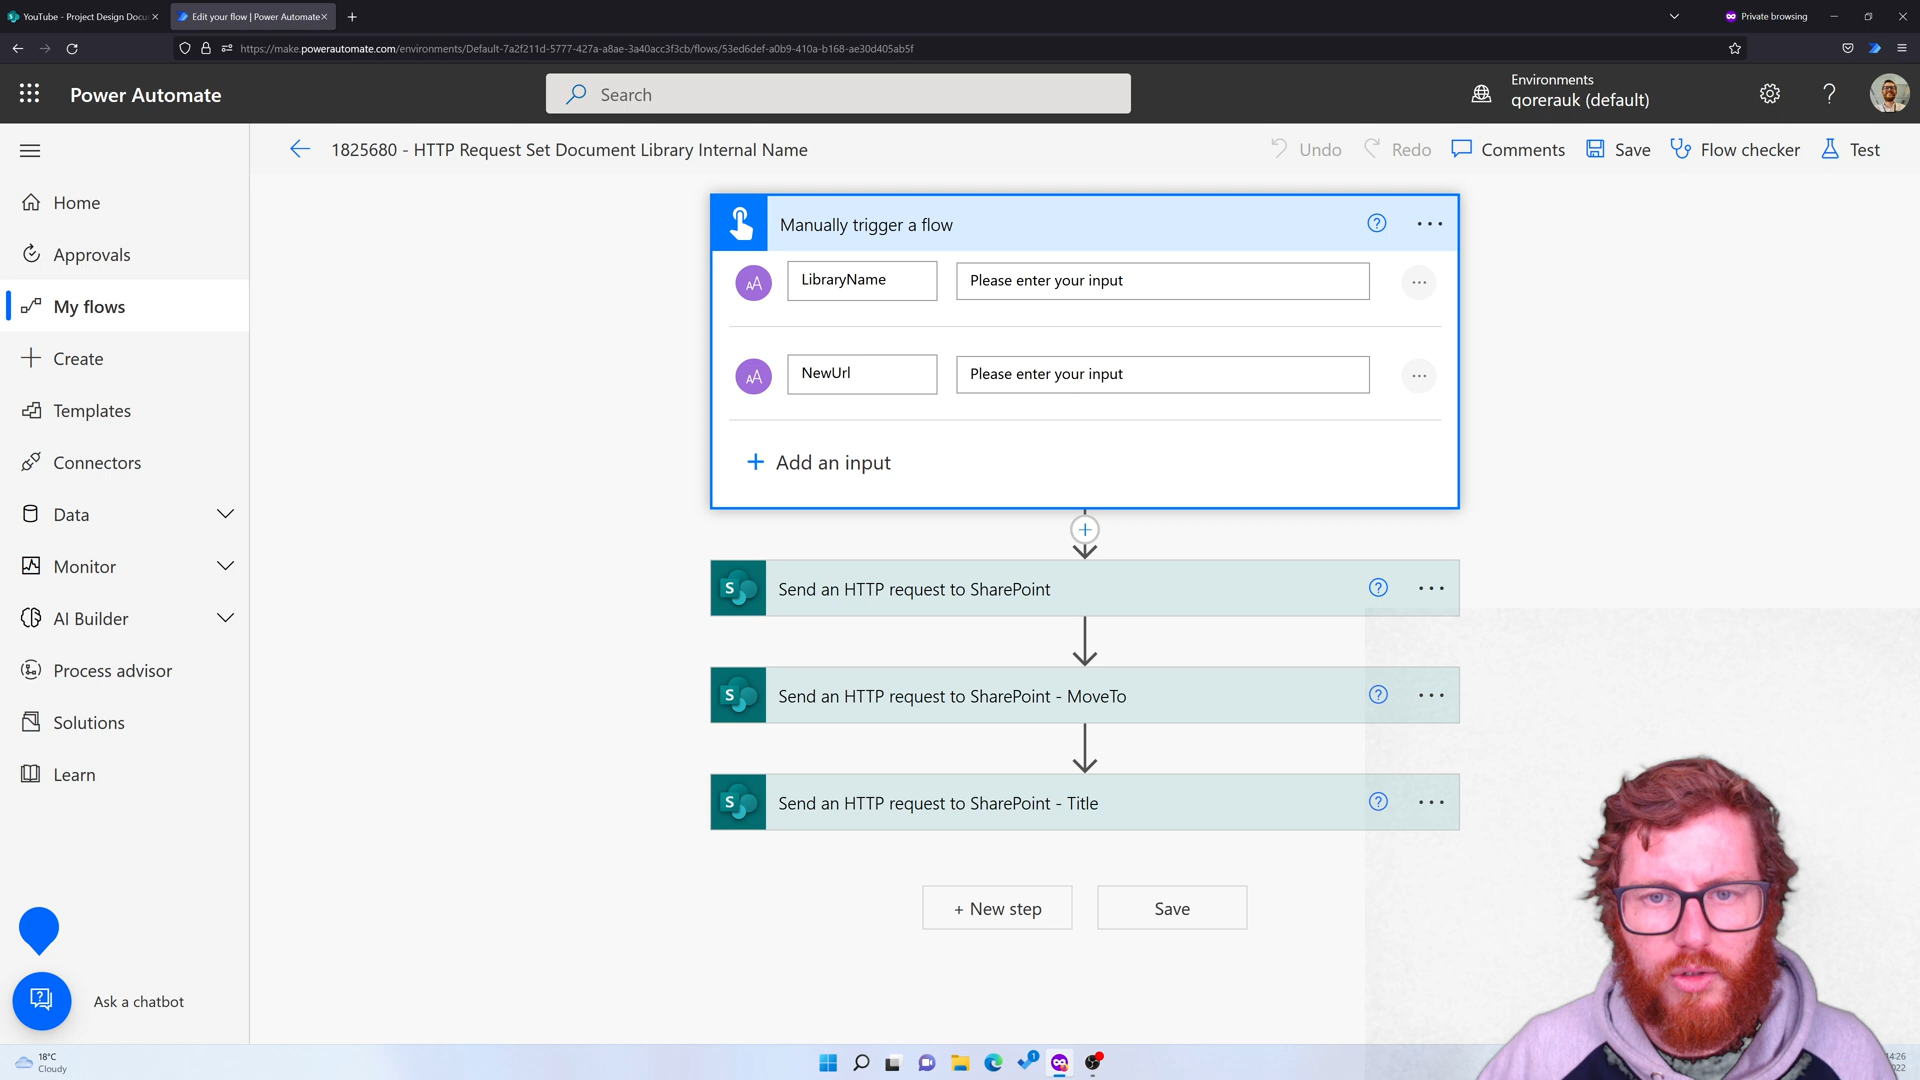 YouTube - Project Design Docu
Edit your flow | Power Automate
Private browsing
https://make.powerautomate.com/environments/Default-7a2f211d-5777-427a-a8ae-3a40acc3f3cb/flows/53ed6def-a0b9-410a-b168-ae30d405ab5f
Power Automate
Search
Environments
qorerauk (default)
1825680 - HTTP Request Set Document Library Internal Name
Undo
Redo
Comments
Save
Flow checker
Test
Home
Approvals
My flows
Create
Templates
Connectors
Data
Monitor
AI Builder
Process advisor
Solutions
Learn
Ask a chatbot
Manually trigger a flow
LibraryName
Please enter your input
NewUrl
Please enter your input
Add an input
Send an HTTP request to SharePoint
Send an HTTP request to SharePoint - MoveTo
Send an HTTP request to SharePoint - Title
+ New step
Save
18°C
Cloudy
1
14:26